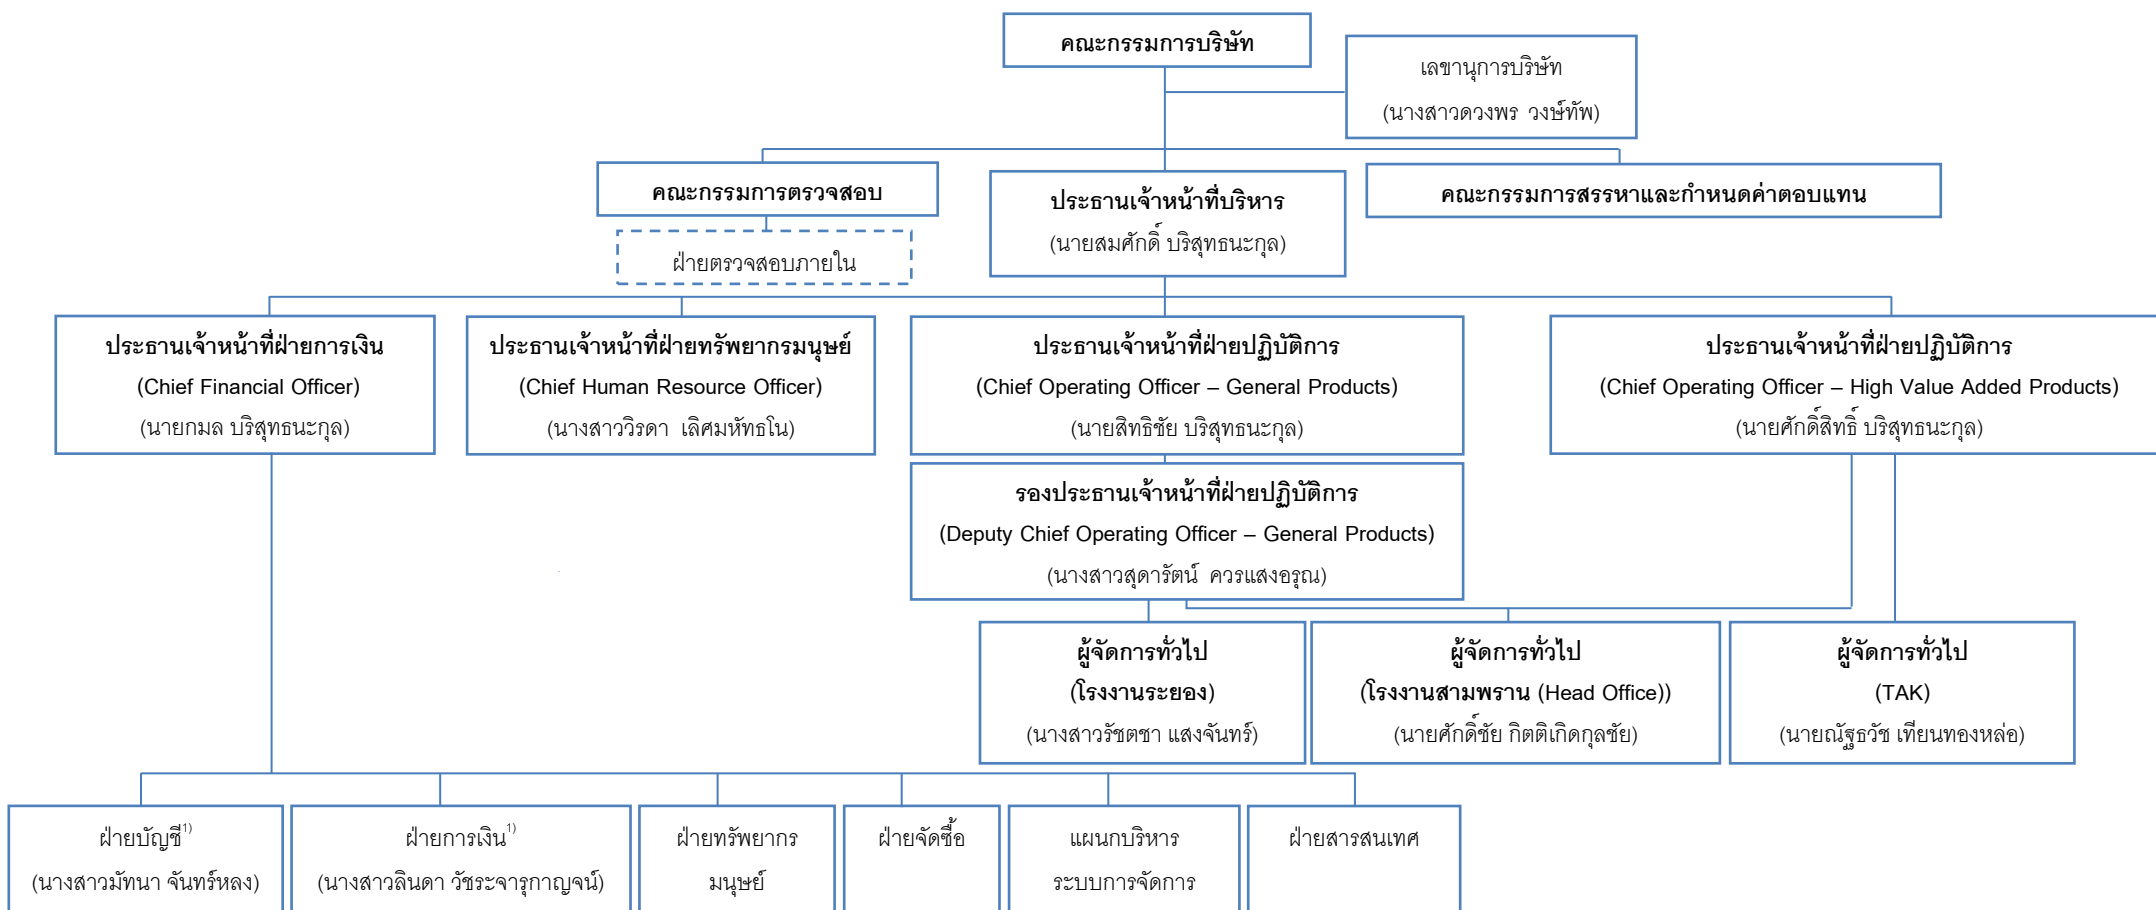 คณะกรรมการบริษัท
เลขานุการบริษัท
(นางสาวดวงพร วงษ์ทัพ)
คณะกรรมการตรวจสอบ
ฝ่ายตรวจสอบภายใน
ประธานเจ้าหน้าที่บริหาร
(นายสมศักดิ์ บริสุทธนะกุล)
คณะกรรมการสรรหาและกำหนดค่าตอบแทน
ประธานเจ้าหน้าที่ฝ่ายการเงิน
(Chief Financial Officer)
(นายกมล บริสุทธนะกุล)
ประธานเจ้าหน้าที่ฝ่ายทรัพยากรมนุษย์
(Chief Human Resource Officer)
(นางสาววิรดา เลิศมหัทธโน)
ประธานเจ้าหน้าที่ฝ่ายปฏิบัติการ
(Chief Operating Officer – General Products)
(นายสิทธิชัย บริสุทธนะกุล)
ประธานเจ้าหน้าที่ฝ่ายปฏิบัติการ
(Chief Operating Officer – High Value Added Products)
(นายศักดิ์สิทธิ์ บริสุทธนะกุล)
รองประธานเจ้าหน้าที่ฝ่ายปฏิบัติการ
(Deputy Chief Operating Officer – General Products)
(นางสาวสุดารัตน์ ควรแสงอรุณ)
ผู้จัดการทั่วไป
(โรงงานระยอง)
(นางสาวรัชตชา แสงจันทร์)
ผู้จัดการทั่วไป
(โรงงานสามพราน (Head Office))
(นายศักดิ์ชัย กิตติเกิดกุลชัย)
ผู้จัดการทั่วไป
(TAK)
(นายณัฐธวัช เทียนทองหล่อ)
ฝ่ายบัญชี1)
(นางสาวมัทนา จันทร์หลง)
ฝ่ายการเงิน1)
(นางสาวลินดา วัชระจารุกาญจน์)
ฝ่ายทรัพยากร
มนุษย์
ฝ่ายจัดซื้อ
แผนกบริหาร
ระบบการจัดการ
ฝ่ายสารสนเทศ